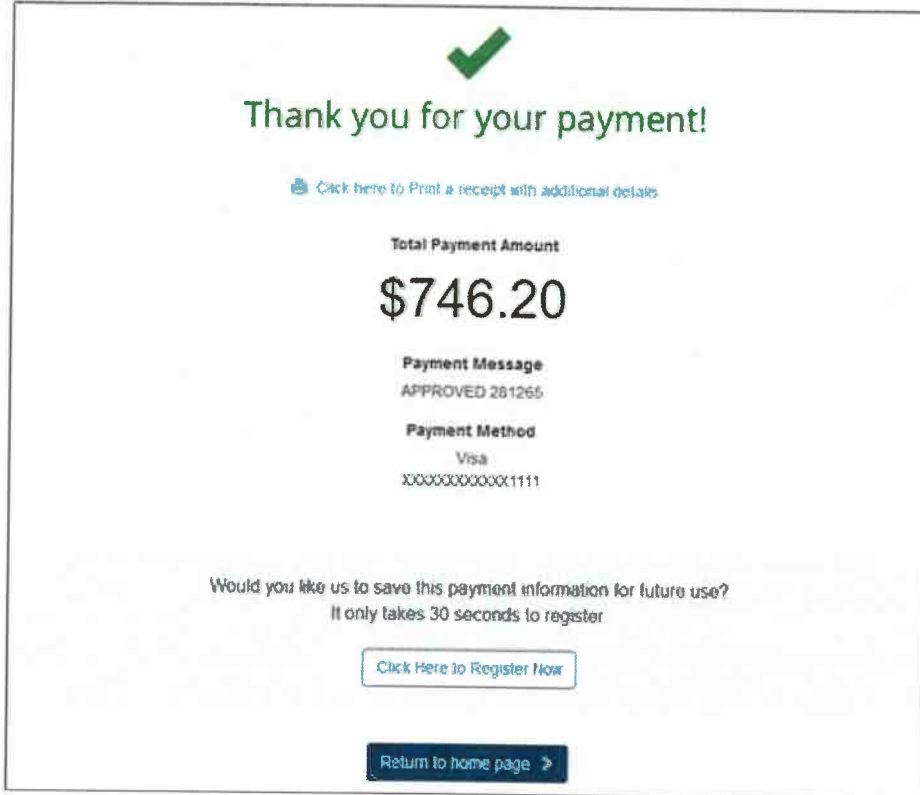 Thank you for your payment!
Click here to Print a receipt with additional details
Total Payment Amount
$746.20
Payment Message
APPROVED 281265
Payment Method
Visa
XXXXXXXXXXXX1111
Would you like us to save this payment information for future use?
It only takes 30 seconds to register
Click Here to Register Now
Return to home page